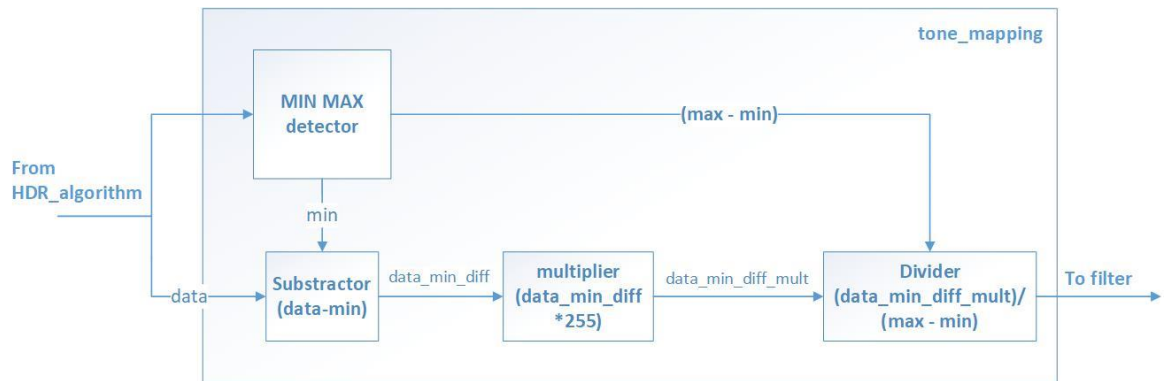 tone_mapping
MIN MAX
detector
(max - min)
From
HDR_algorithm
min
data
Substractor
(data-min)
data_min_diff
multiplier
(data_min_diff
*255)
data_min_diff_mult
Divider
(data_min_diff_mult)/
(max - min)
To filter